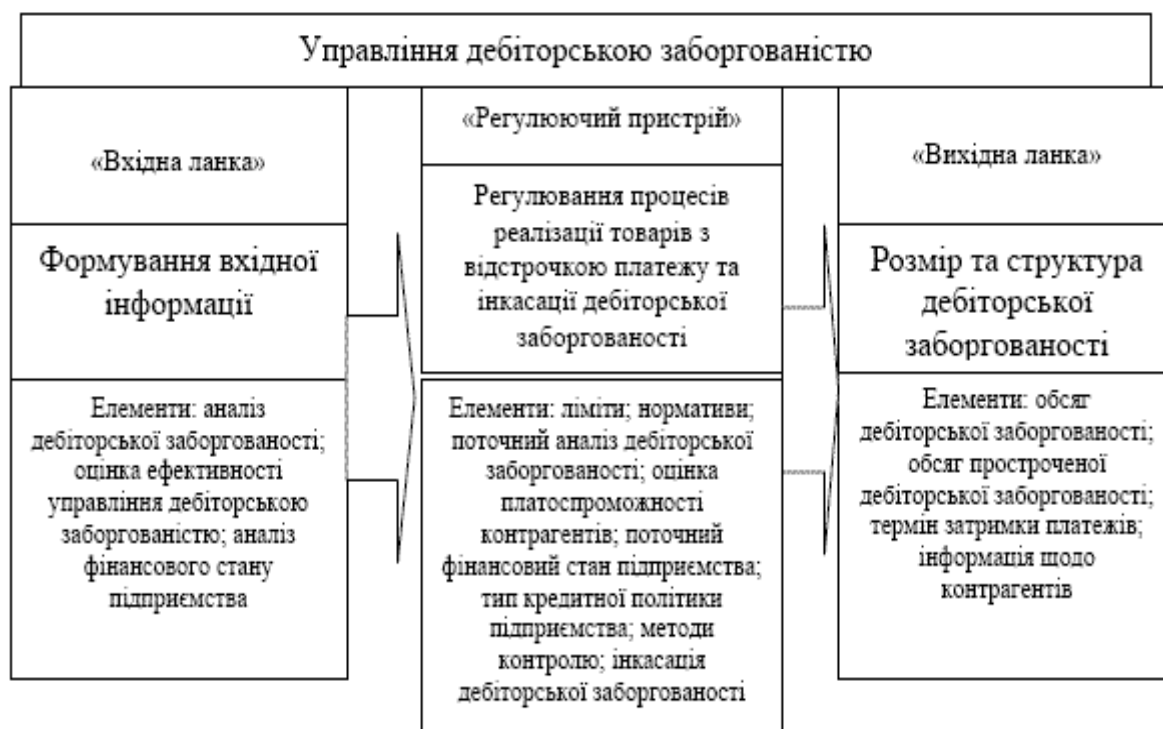 Управління дебіторською заборгованістю
«Вхідна ланка»
Формування вхідної
інформації
Елементи: аналіз
дебіторської заборгованості;
оцінка ефективності
управління дебіторською
заборгованістю; аналіз
фінансового стану
підприємства
«Регулюючий пристрій»
Регулювання процесів
реалізації товарів з
відстрочкою платежу та
інкасації дебіторської
заборгованості
Елементи: ліміти; нормативи;
поточний аналіз дебіторської
заборгованості; оцінка
платоспроможності
контрагентів; поточний
фінансовий стан підприємства;
тип кредитної політики
підприємства; методи
контролю; інкасація
дебіторської заборгованості
«Вихідна ланка»
Розмір та структура
дебіторської
заборгованості
Елементи: обсяг
дебіторської заборгованості;
обсяг простроченої
дебіторської заборгованості;
термін затримки платежів;
інформація щодо
контрагентів